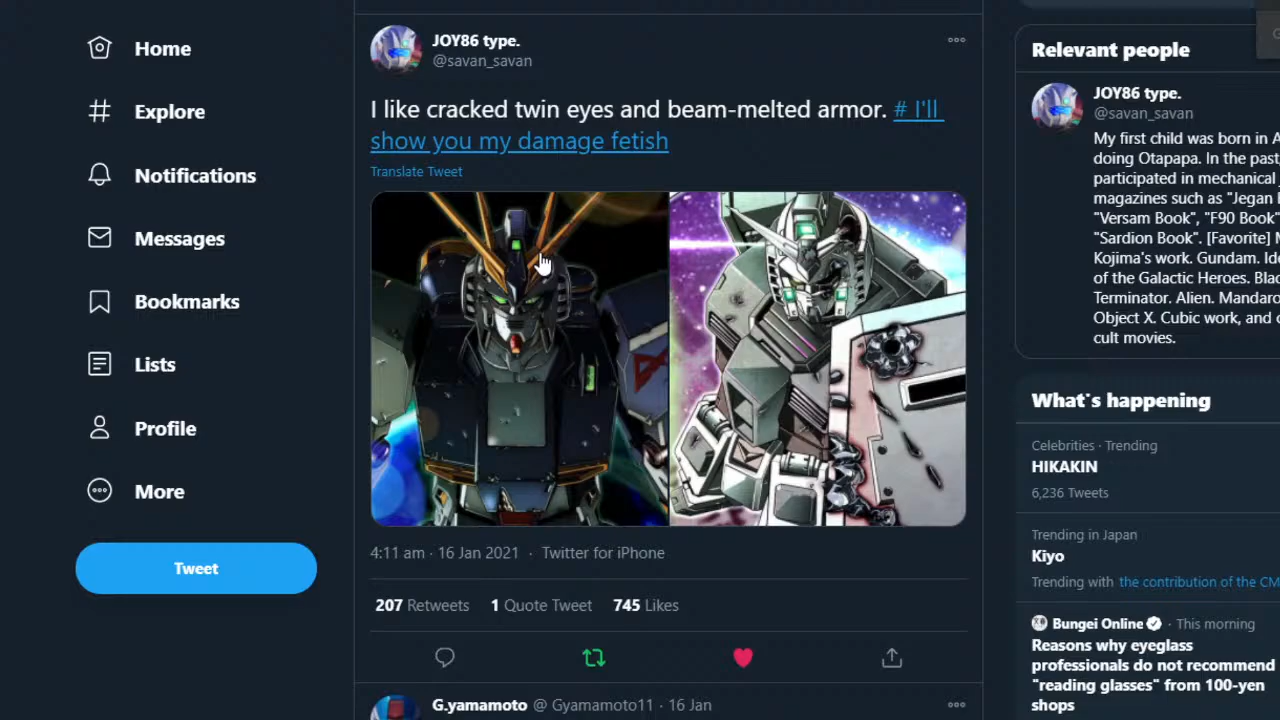 Home
Explore
Notifications
Messages
Bookmarks
Lists
Profile
More
Tweet
JOY86 type.
@savan_savan
I like cracked twin eyes and beam-melted armor. # I'll
show you my damage fetish
Translate Tweet
4:11 am · 16 Jan 2021 · Twitter for iPhone
207 Retweets 1 Quote Tweet 745 Likes
G.yamamoto @ Gyamamoto11 · 16 Jan
Relevant people
JOY86 type.
@savan_savan
My first child was born in
doing Otapapa. In the past
participated in mechanical
magazines such as "Jegan
"Versam Book", "F90 Book"
"Sardion Book". [Favorite]
Kojima's work. Gundam.
of the Galactic Heroes.
Terminator. Alien.
Object X. Cubic work, and
cult movies.
What's happening
Celebrities · Trending
HIKAKIN
6,236 Tweets
Trending in Japan
Kiyo
Trending with the contribution of the CM
Bungei Online · This morning
Reasons why eyeglass
professionals do not recommend
"reading glasses" from 100-yen
shops